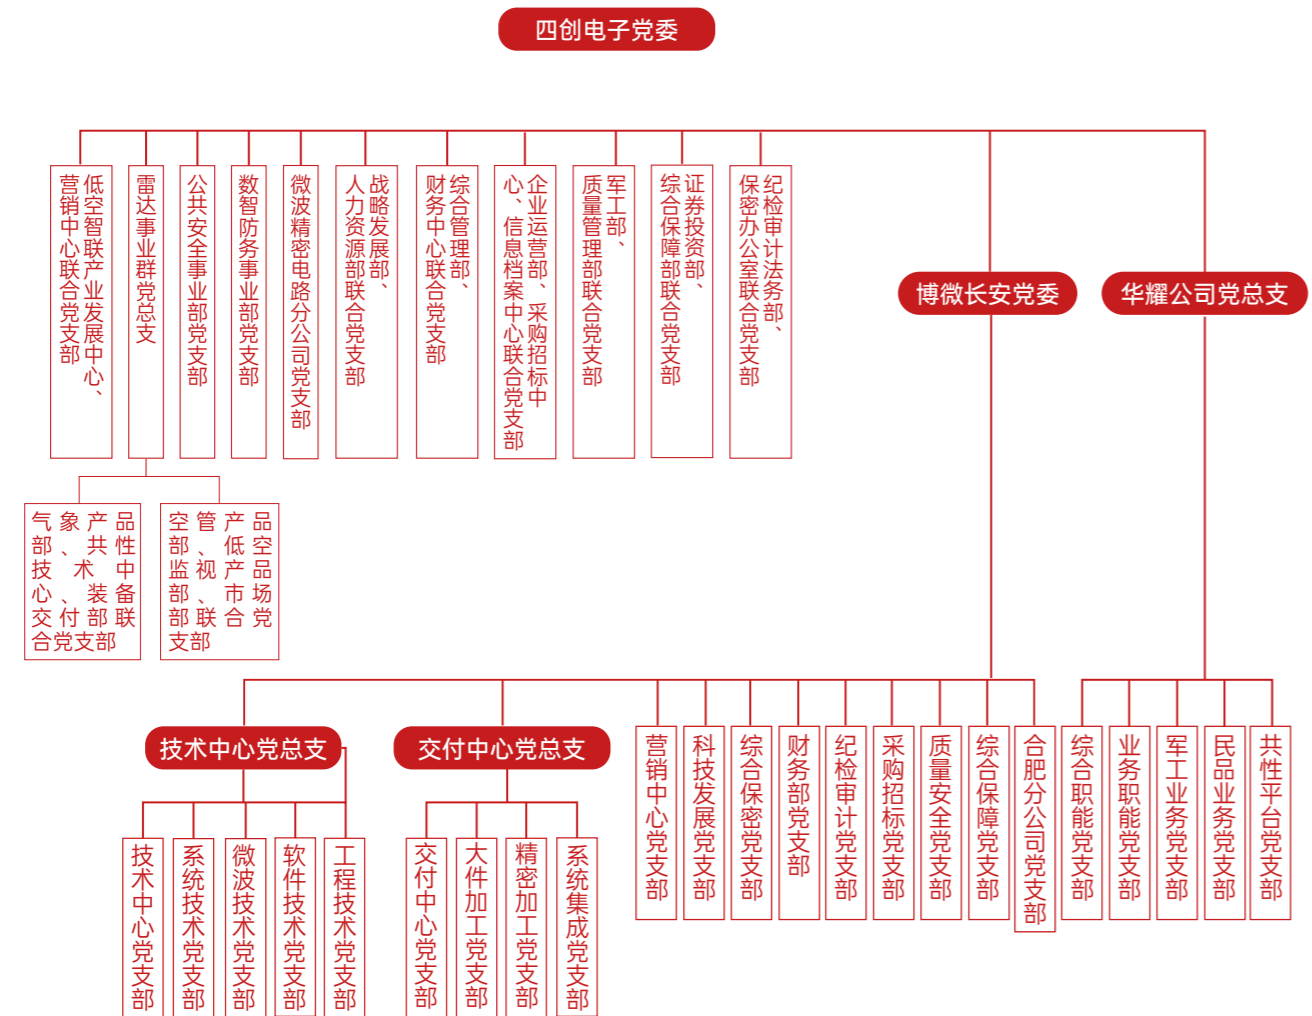 四创电子党委
低空智联产业发展中心、
营销中心联合党支部
雷达事业群党总支
公共安全事业部党支部
数智防务事业部党支部
微波精密电路分公司党支部
战略发展部、
人力资源部联合党支部
综合管理部、
财务中心联合党支部
企业运营部、采购招标中
心、信息档案中心联合党支部
军工部、
质量管理部联合党支部
证券投资部、
综合保障部联合党支部
纪检审计法务部、
保密办公室联合党支部
博微长安党委
华耀公司党总支
气象产品
部、共性
技术中
心、装备
交付部联
合党支部
空管产品
部、低空
监视产品
部、市场
部联合党
支部
技术中心党总支
交付中心党总支
营销中心党支部
科技发展党支部
综合保密党支部
财务部党支部
纪检审计党支部
采购招标党支部
质量安全党支部
综合保障党支部
合肥分公司党支部
综合职能党支部
业务职能党支部
军工业务党支部
民品业务党支部
共性平台党支部
技术中心党支部
系统技术党支部
微波技术党支部
软件技术党支部
工程技术党支部
交付中心党支部
大件加工党支部
精密加工党支部
系统集成党支部